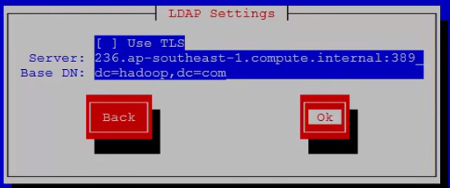 LDAP Settings
[ ] Use TLS
Server: 236.ap-southeast-1.compute.internal:389_
Base DN: dc=hadoop,dc=com
Back Ok